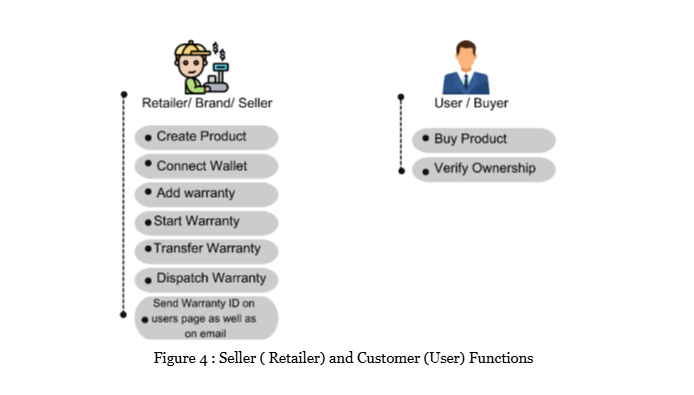 Retailer/ Brand/ Seller
Create Product
Connect Wallet
Add warranty
Start Warranty
Transfer Warranty
Dispatch Warranty
Send Warranty ID on
users page as well as
on email
User / Buyer
Buy Product
Verify Ownership
Figure 4 : Seller ( Retailer) and Customer (User) Functions